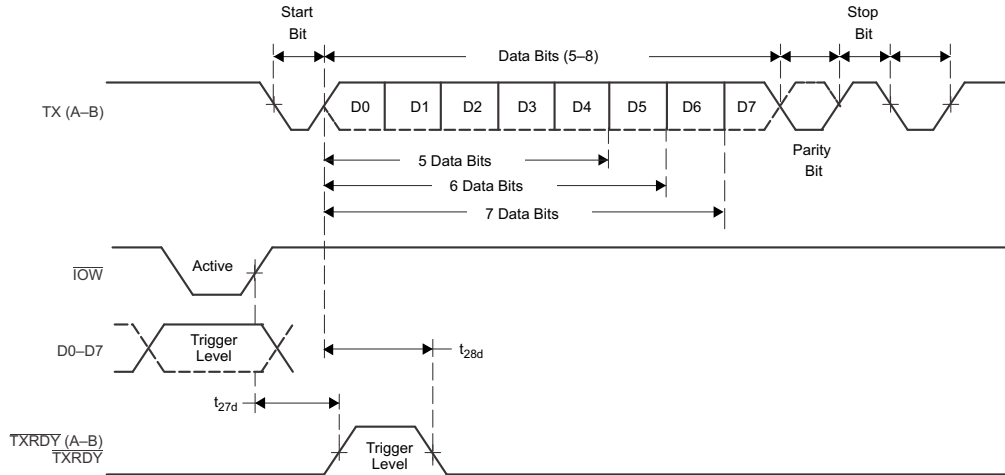 Start
Bit
Stop
Bit
Data Bits (5–8)
TX (A–B)
D0
D1
D2
D3
D4
D5
D6
D7
5 Data Bits
Parity
Bit
6 Data Bits
7 Data Bits
IOW
Active
D0–D7
Trigger
Level
t28d
t27d
TXRDY (A–B)
TXRDY
Trigger
Level